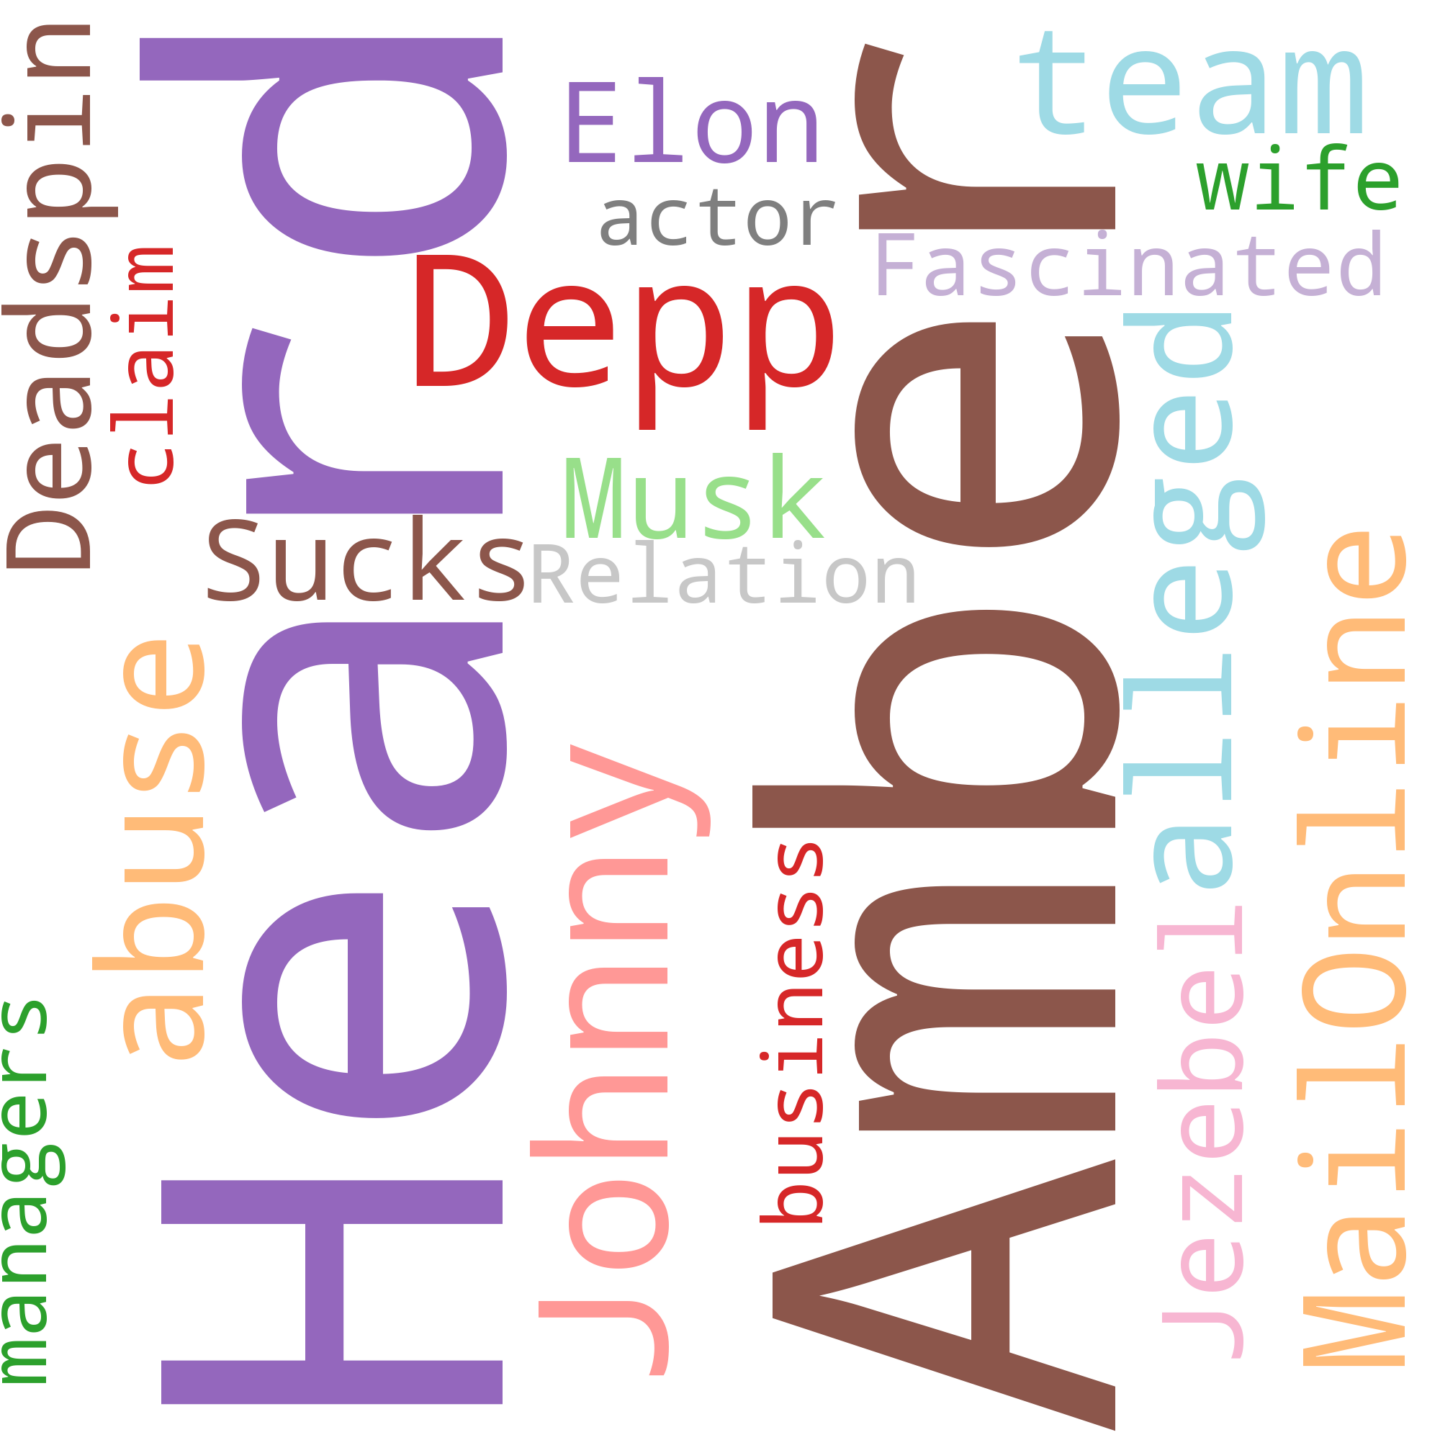 Deadspin
claim
Heard
Elon
actor
Depp
team
wife
Fascinated
Amber
Musk
Sucks
Relation
alleged
abuse
Johnny
business
Jezebel
MailOnline
managers